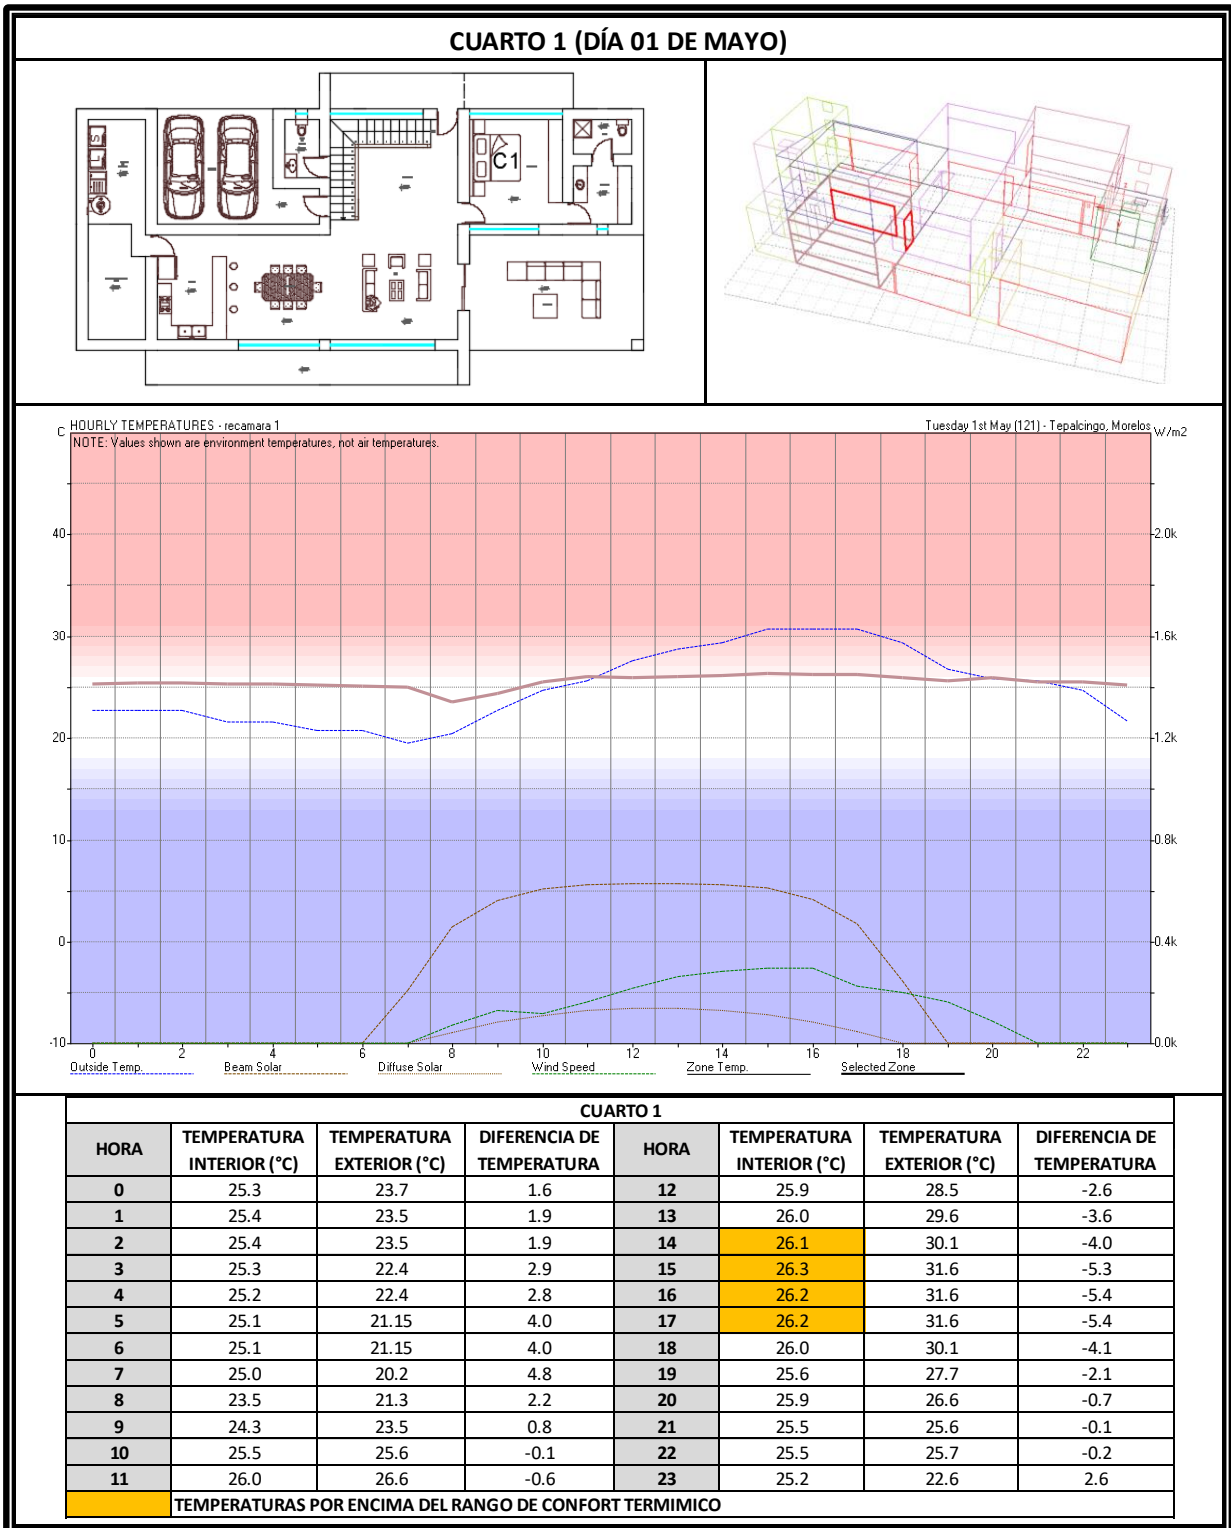 CUARTO 1 (DÍA 01 DE MAYO)
S
L
C1
C
HOURLY TEMPERATURES - recamara 1
Tuesday 1st May (121) - Tepalcingo, Morelos
W/m2
NOTE: Values shown are environment temperatures, not air temperatures.
40
2.0k
30
1.6k
20
1.2k
10
0.8k
0
0.4k
-10
0.0k
0 2 4 6 8 10 12 14 16 18 20 22
Outside Temp. Beam Solar Diffuse Solar Wind Speed Zone Temp. Selected Zone
CUARTO 1
HORA TEMPERATURA INTERIOR (°C) TEMPERATURA EXTERIOR (°C) DIFERENCIA DE TEMPERATURA HORA TEMPERATURA INTERIOR (°C) TEMPERATURA EXTERIOR (°C) DIFERENCIA DE TEMPERATURA
0 25.3 23.7 1.6 12 25.9 28.5 -2.6
1 25.4 23.5 1.9 13 26.0 29.6 -3.6
2 25.4 23.5 1.9 14 26.1 30.1 -4.0
3 25.3 22.4 2.9 15 26.3 31.6 -5.3
4 25.2 22.4 2.8 16 26.2 31.6 -5.4
5 25.1 21.15 4.0 17 26.2 31.6 -5.4
6 25.1 21.15 4.0 18 26.0 30.1 -4.1
7 25.0 20.2 4.8 19 25.6 27.7 -2.1
8 23.5 21.3 2.2 20 25.9 26.6 -0.7
9 24.3 23.5 0.8 21 25.5 25.6 -0.1
10 25.5 25.6 -0.1 22 25.5 25.7 -0.2
11 26.0 26.6 -0.6 23 25.2 22.6 2.6
TEMPERATURAS POR ENCIMA DEL RANGO DE CONFORT TERMIMICO